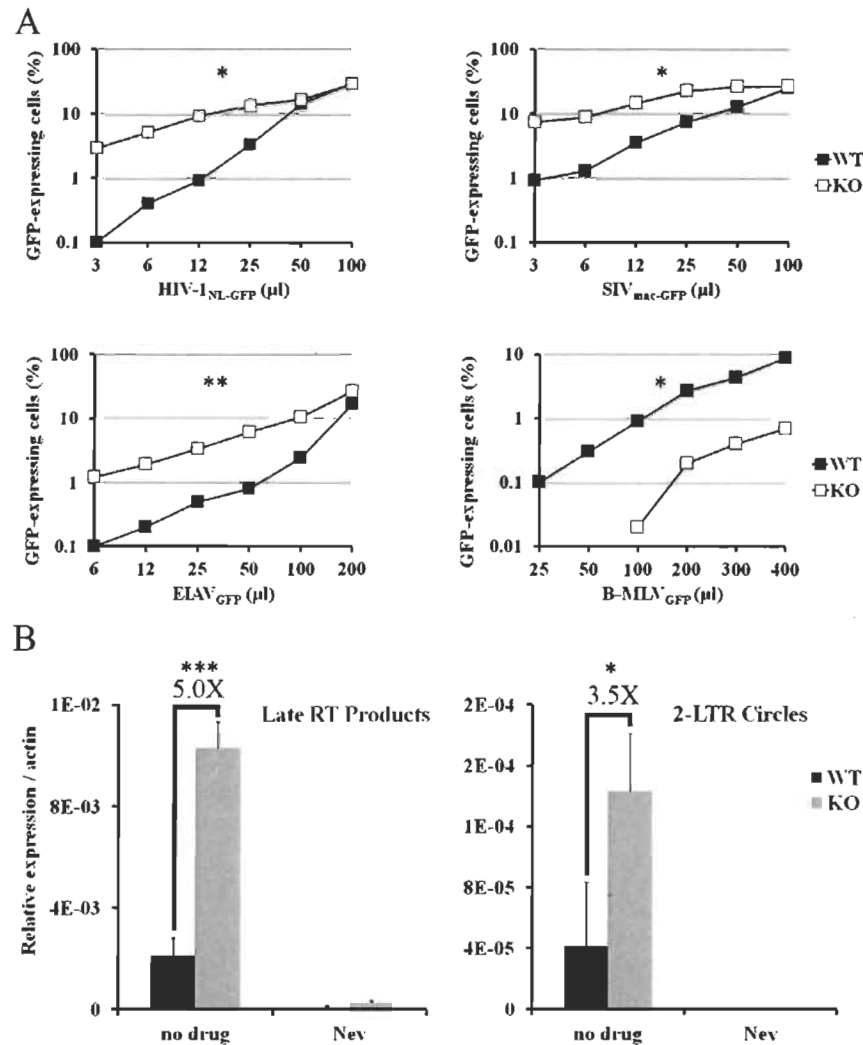 A
GFP-expressing cells (%)
100
10
1
0.1
3 6 12 25 50 100
HIV-1NL-GFP (µl)
*
GFP-expressing cells (%)
100
10
1
0.1
3 6 12 25 50 100
SIVmac-GFP (µl)
*
WT
KO
GFP-expressing cells (%)
100
10
1
0.1
6 12 25 50 100 200
EIAVGFP (µl)
**
GFP-expressing cells (%)
10
1
0.1
0.01
25 50 100 200 300 400
B-MLVGFP (µl)
*
WT
KO
B
Relative expression / actin
1E-02
8E-03
4E-03
0
***
5.0X
Late RT Products
no drug Nev
2E-04
2E-04
1E-04
8E-05
4E-05
0
*
3.5X
2-LTR Circles
no drug Nev
WT
KO